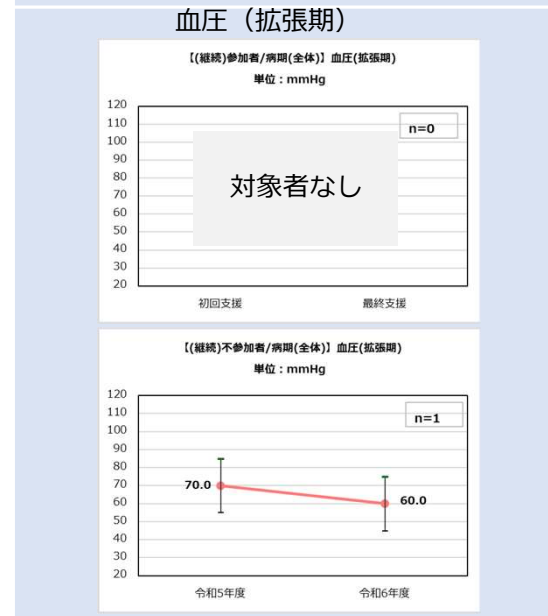 血圧（拡張期）
【(継続)参加者/病期(全体)】血圧(拡張期)
単位：mmHg
120
110
n=0
100
90
80
対象者なし
70
60
50
40
30
20
初回支援 最終支援
【(継続)不参加者/病期(全体)】血圧(拡張期)
単位：mmHg
120
110
n=1
100
90
80
70
70.0
60
60.0
50
40
30
20
令和5年度 令和6年度